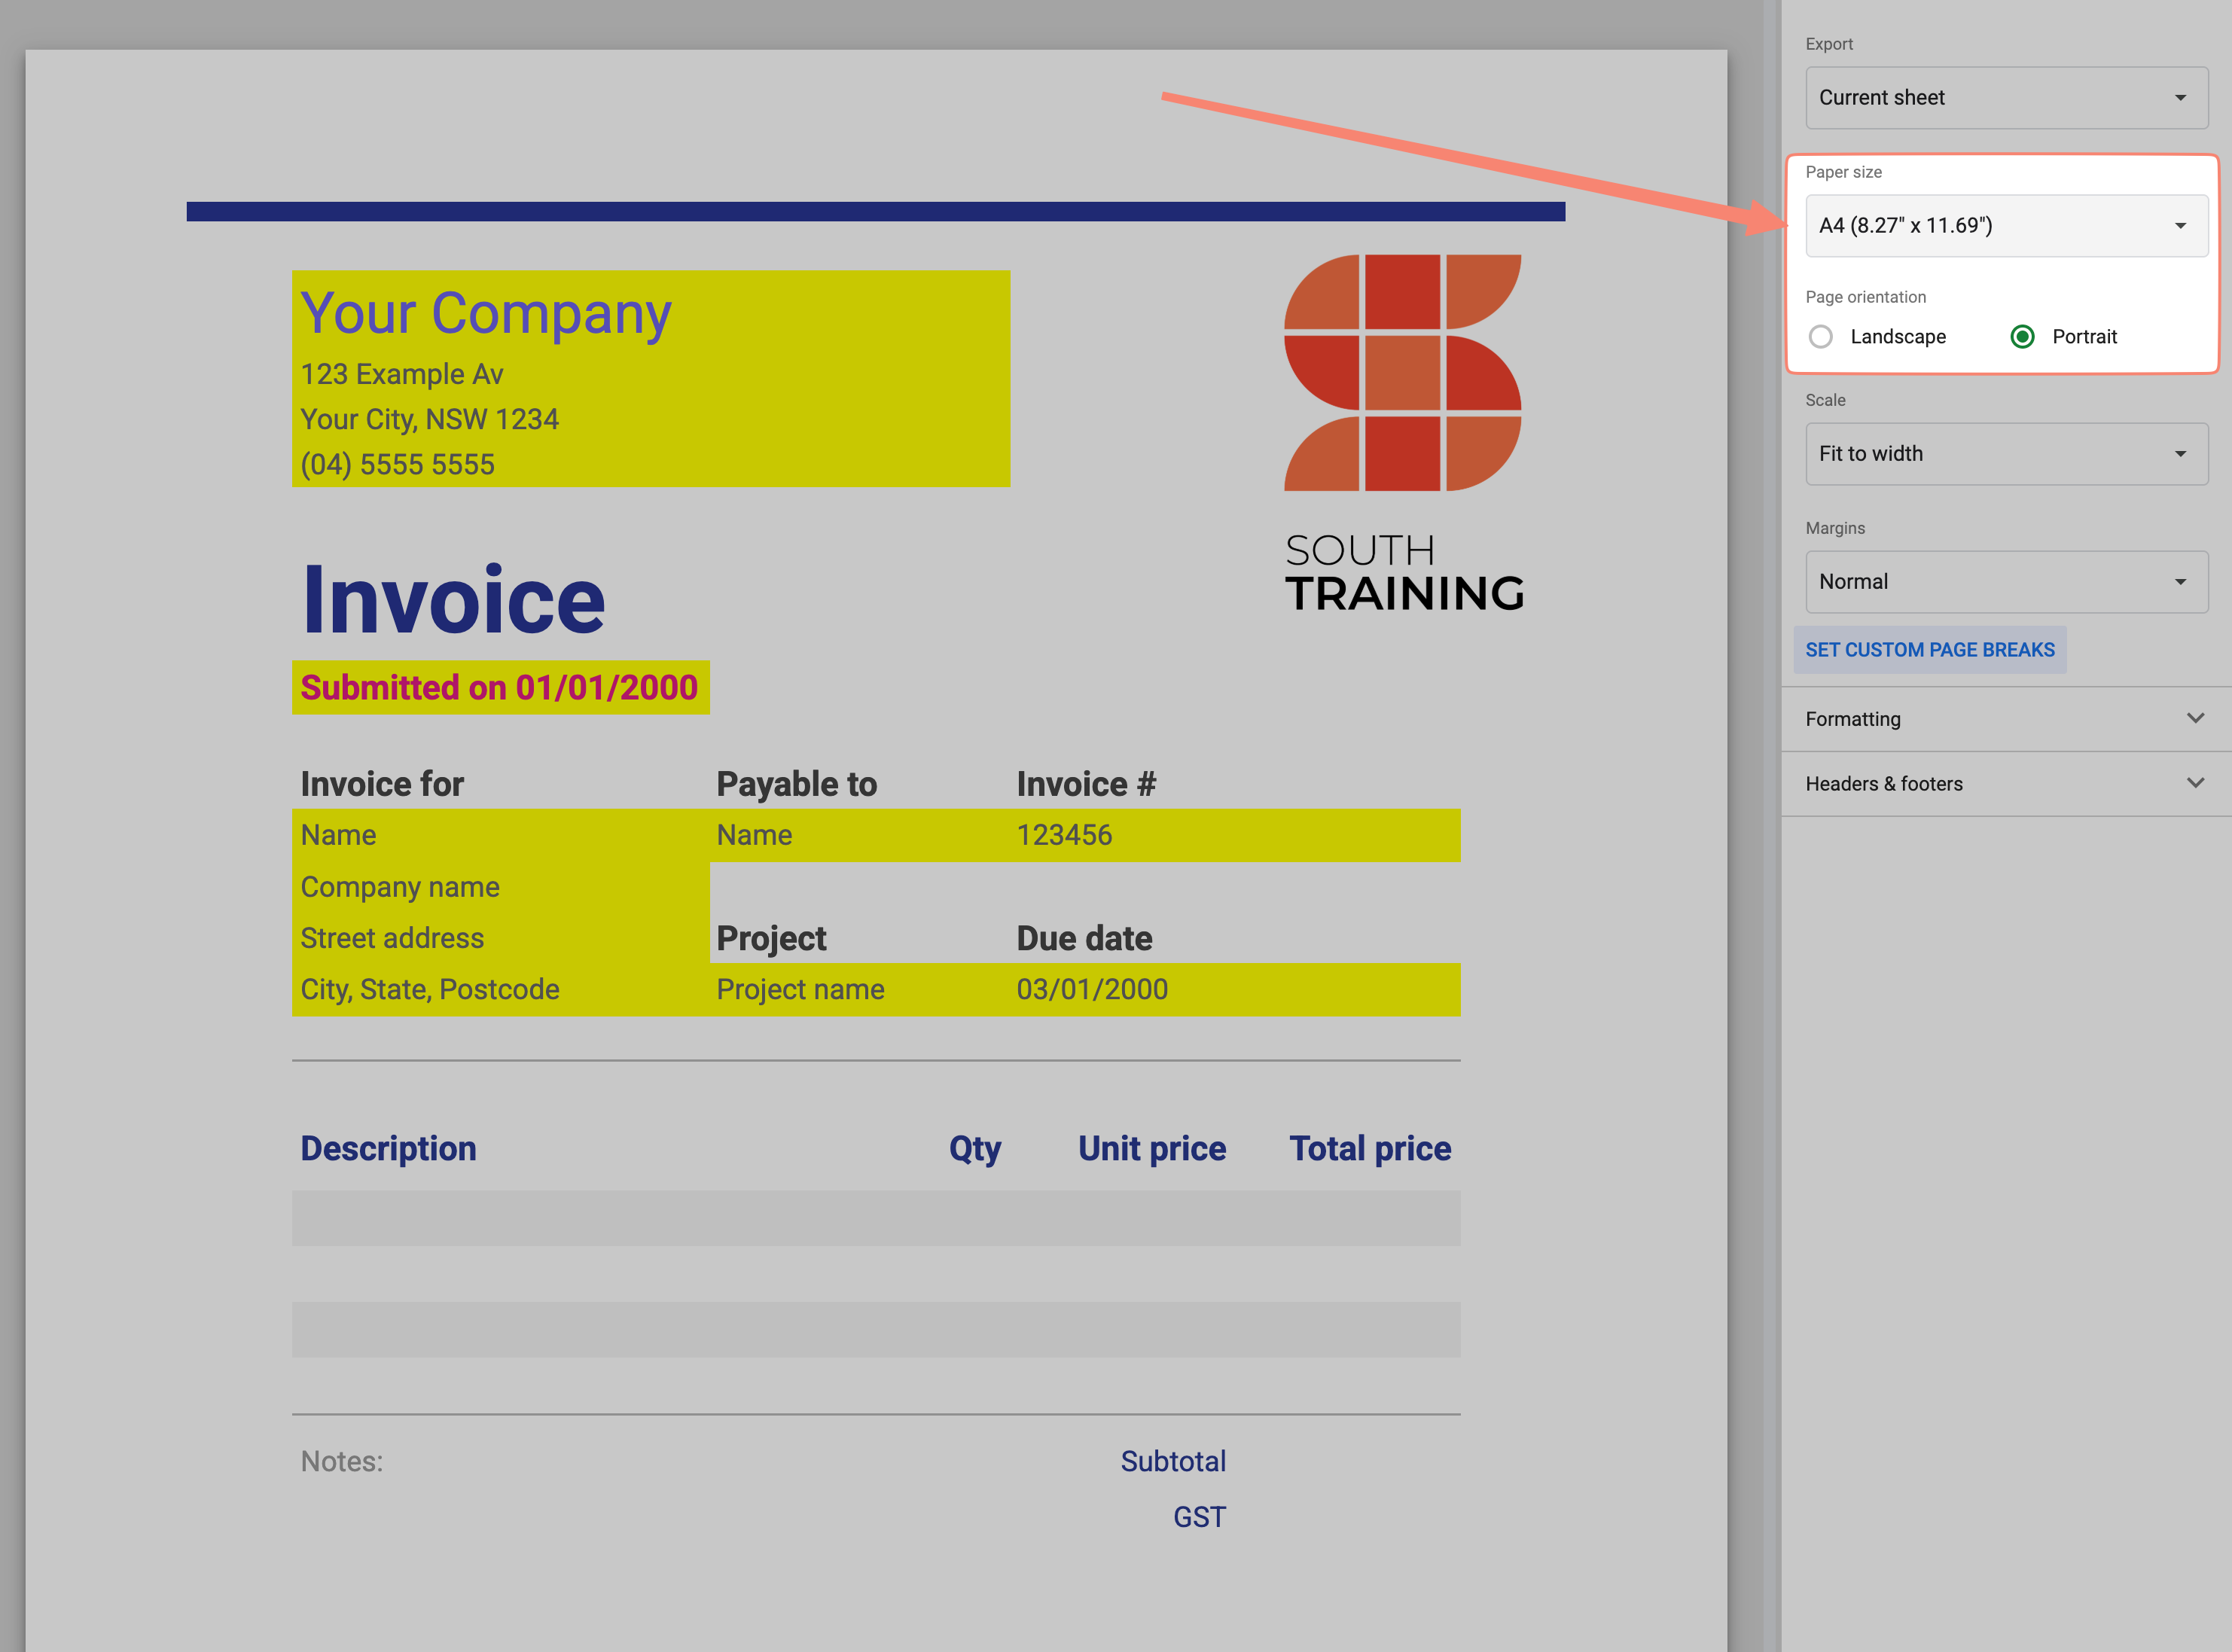 Your Company
123 Example Av
Your City, NSW 1234
(04) 5555 5555
SOUTH
TRAINING
Invoice
Submitted on 01/01/2000
Invoice for Payable to Invoice #
Name Name 123456
Company name
Street address Project Due date
City, State, Postcode Project name 03/01/2000
Description Qty Unit price Total price
Notes: Subtotal
GST
Export
Current sheet
Paper size
A4 (8.27" x 11.69")
Page orientation
Landscape Portrait
Scale
Fit to width
Margins
Normal
SET CUSTOM PAGE BREAKS
Formatting
Headers & footers